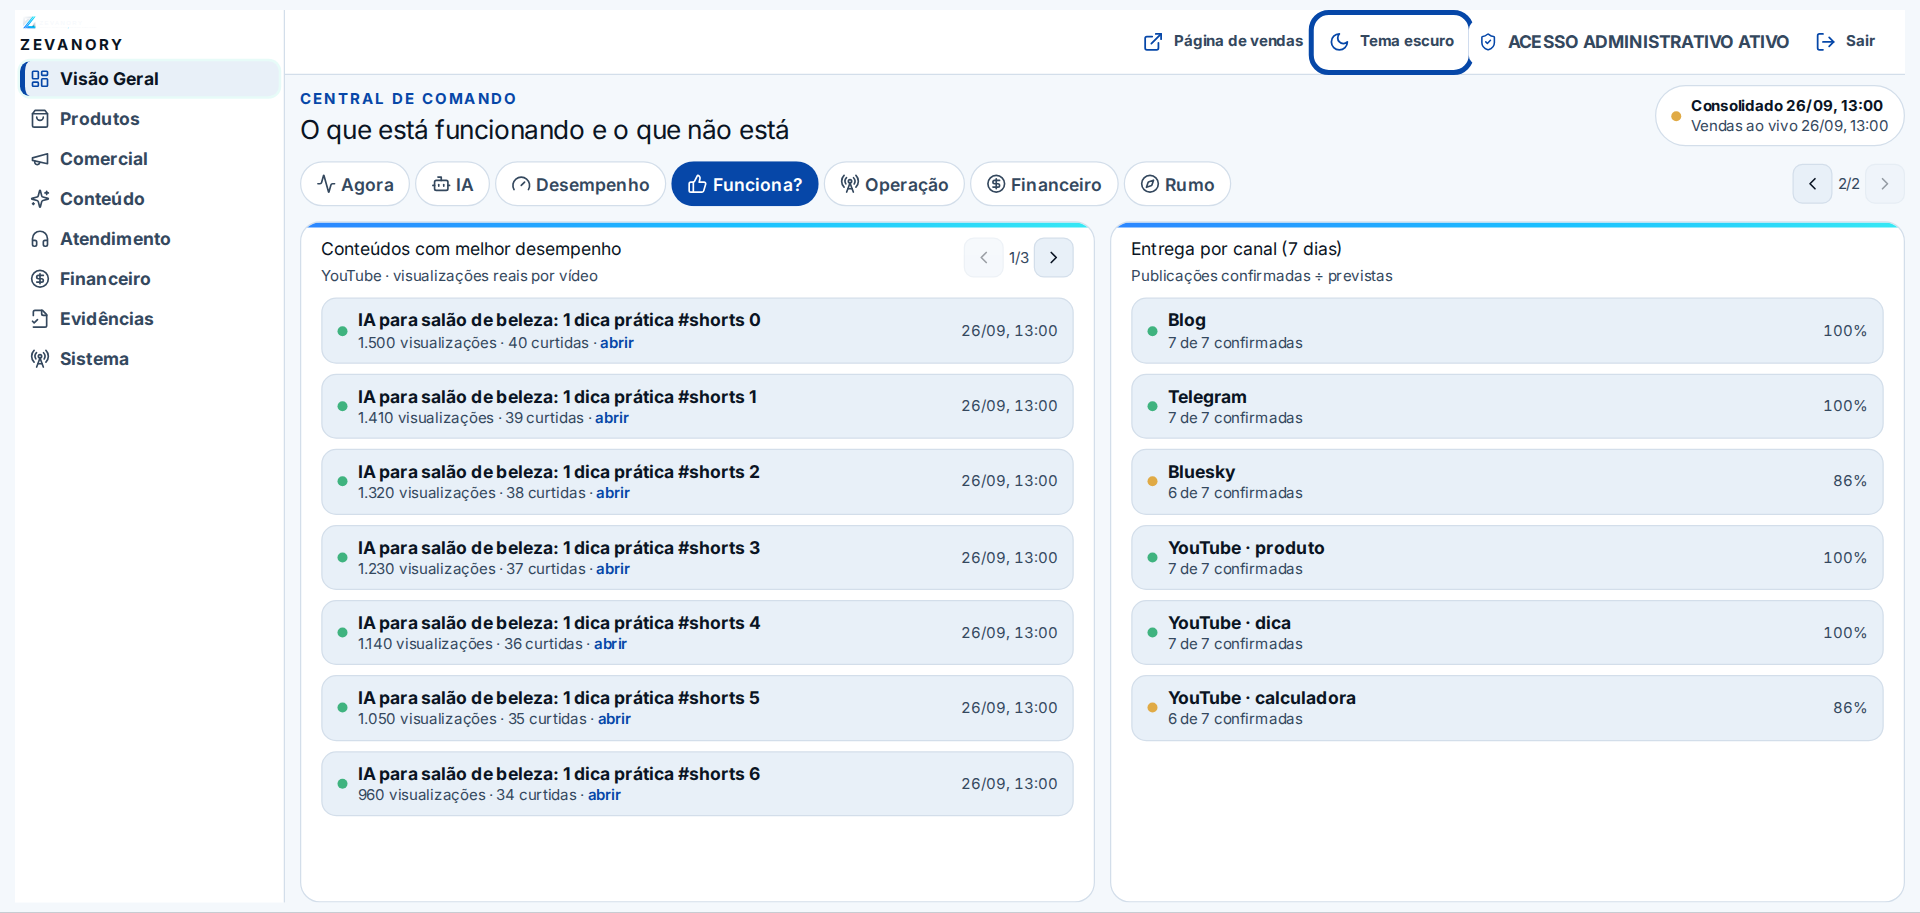 ZEVANORY
Visão Geral
Produtos
Comercial
Conteúdo
Atendimento
Financeiro
Evidências
Sistema
Página de vendas
Tema escuro
ACESSO ADMINISTRATIVO ATIVO
Sair
CENTRAL DE COMANDO
O que está funcionando e o que não está
Consolidado 26/09, 13:00
Vendas ao vivo 26/09, 13:00
Agora
IA
Desempenho
Funciona?
Operação
Financeiro
Rumo
2/2
Conteúdos com melhor desempenho
YouTube · visualizações reais por vídeo
1/3
IA para salão de beleza: 1 dica prática #shorts 0
1.500 visualizações · 40 curtidas · abrir
26/09, 13:00
IA para salão de beleza: 1 dica prática #shorts 1
1.410 visualizações · 39 curtidas · abrir
26/09, 13:00
IA para salão de beleza: 1 dica prática #shorts 2
1.320 visualizações · 38 curtidas · abrir
26/09, 13:00
IA para salão de beleza: 1 dica prática #shorts 3
1.230 visualizações · 37 curtidas · abrir
26/09, 13:00
IA para salão de beleza: 1 dica prática #shorts 4
1.140 visualizações · 36 curtidas · abrir
26/09, 13:00
IA para salão de beleza: 1 dica prática #shorts 5
1.050 visualizações · 35 curtidas · abrir
26/09, 13:00
IA para salão de beleza: 1 dica prática #shorts 6
960 visualizações · 34 curtidas · abrir
26/09, 13:00
Entrega por canal (7 dias)
Publicações confirmadas ÷ previstas
Blog
7 de 7 confirmadas
100%
Telegram
7 de 7 confirmadas
100%
Bluesky
6 de 7 confirmadas
86%
YouTube · produto
7 de 7 confirmadas
100%
YouTube · dica
7 de 7 confirmadas
100%
YouTube · calculadora
6 de 7 confirmadas
86%